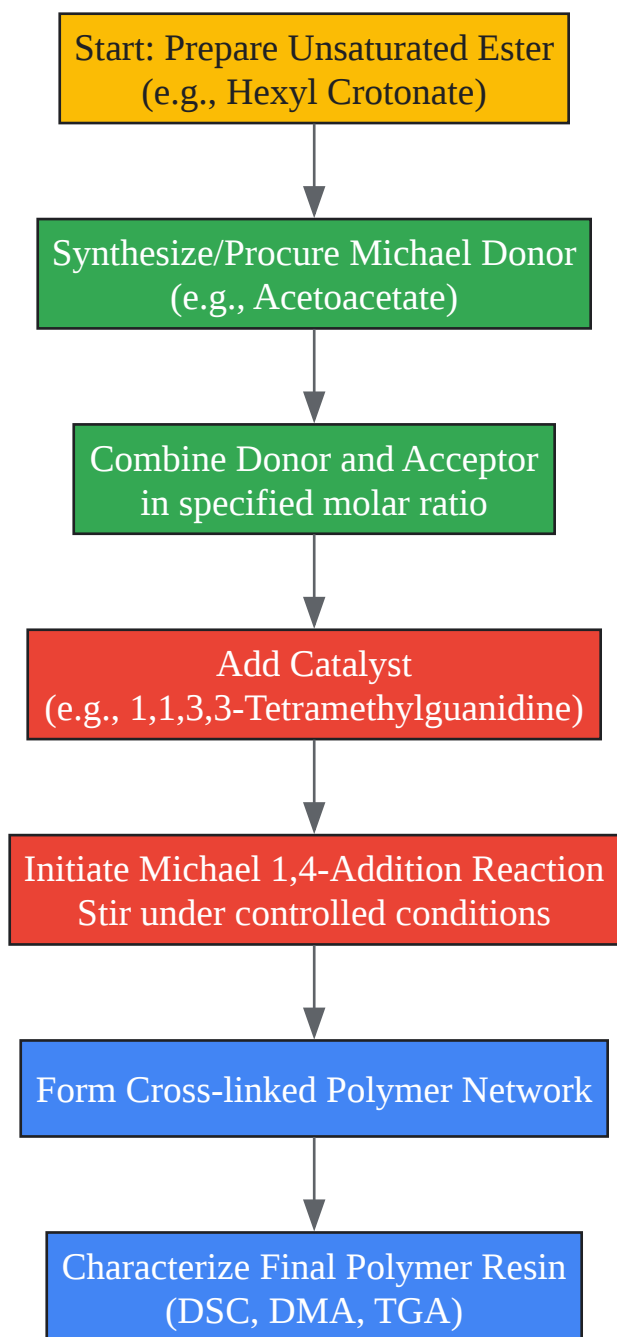 Start: Prepare Unsaturated Ester
(e.g., Hexyl Crotonate)
Synthesize/Procure Michael Donor
(e.g., Acetoacetate)
Combine Donor and Acceptor
in specified molar ratio
Add Catalyst
(e.g., 1,1,3,3-Tetramethylguanidine)
Initiate Michael 1,4-Addition Reaction
Stir under controlled conditions
Form Cross-linked Polymer Network
Characterize Final Polymer Resin
(DSC, DMA, TGA)